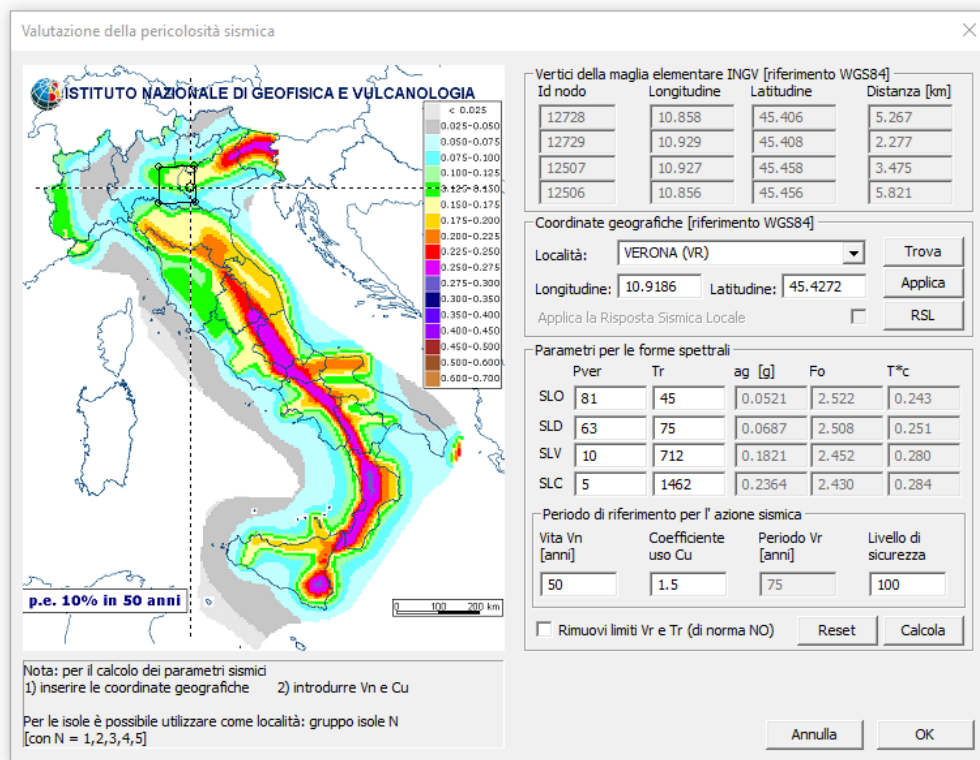 Valutazione della pericolosità sismica
ISTITUTO NAZIONALE DI GEOFISICA E VULCANOLOGIA
< 0.025
0.025-0.050
0.050-0.075
0.075-0.100
0.100-0.125
0.125-0.150
0.150-0.175
0.175-0.200
0.200-0.225
0.225-0.250
0.250-0.275
0.275-0.300
0.300-0.350
0.350-0.400
0.400-0.450
0.450-0.500
0.500-0.600
0.600-0.700
p.e. 10% in 50 anni
0 100 200 km
Nota: per il calcolo dei parametri sismici
1) inserire le coordinate geografiche 2) introdurre Vn e Cu
Per le isole è possibile utilizzare come località: gruppo isole N
[con N = 1,2,3,4,5]
Vertici della maglia elementare INGV [riferimento WGS84]
Id nodo Longitudine Latitudine Distanza [km]
12728 10.858 45.406 5.267
12729 10.929 45.408 2.277
12507 10.927 45.458 3.475
12506 10.856 45.456 5.821
Coordinate geografiche [riferimento WGS84]
Località: VERONA (VR) Trova
Longitudine: 10.9186 Latitudine: 45.4272 Applica
Applica la Risposta Sismica Locale RSL
Parametri per le forme spettrali
Pver Tr ag [g] Fo T*c
SLO 81 45 0.0521 2.522 0.243
SLD 63 75 0.0687 2.508 0.251
SLV 10 712 0.1821 2.452 0.280
SLC 5 1462 0.2364 2.430 0.284
Periodo di riferimento per l' azione sismica
Vita Vn Coefficiente Periodo Vr Livello di
[anni] uso Cu [anni] sicurezza
50 1.5 75 100
Rimuovi limiti Vr e Tr (di norma NO) Reset Calcola
Annulla OK